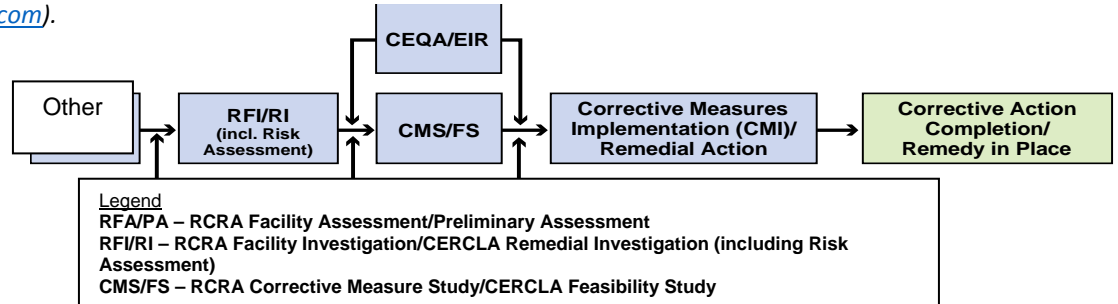 com).
CEQA/EIR
Other
RFI/RI
(incl. Risk
Assessment)
CMS/FS
Corrective Measures
Implementation (CMI)/
Remedial Action
Corrective Action
Completion/
Remedy in Place
Legend
RFA/PA – RCRA Facility Assessment/Preliminary Assessment
RFI/RI – RCRA Facility Investigation/CERCLA Remedial Investigation (including Risk
Assessment)
CMS/FS – RCRA Corrective Measure Study/CERCLA Feasibility Study